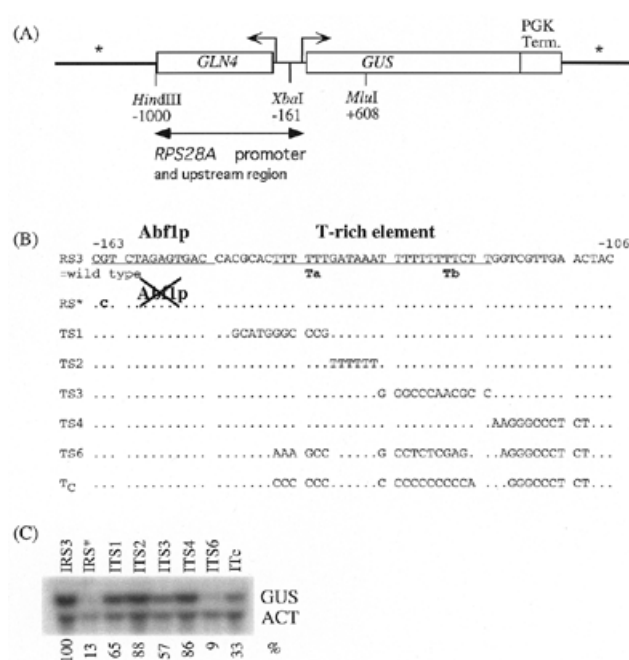 (A)
PGK
Term.
*
*
GLN4
GUS
HindIII
-1000
XbaI
-161
MluI
+608
RPS28A promoter
and upstream region
(B)
-163
Abf1p
T-rich element
-106
RS3 CGT CTAGAGTGAC CACGCACTTT TTTGATAAAT TTTTTTTCTT GGTCGTTGA ACTAC
=wild type
Ta
Tb
Abf1p
RS* .C. .......... .......... .......... .......... .......... .....
TS1 ... .......... ...GCATGGGC CCG....... .......... .......... .....
TS2 ... .......... .......... ...TTTTTT. .......... .......... .....
TS3 ... .......... .......... .........G CGCCCAACGC C......... .....
TS4 ... .......... .......... .......... .......... AAGGGCCCT CT...
TS6 ... .......... .......AAA GCC......G CCTCTCGAG. .AGGGCCCT CT...
TC ... .......... .......CCC CCC......C CCCCCCCCCA ..GGGCCCT CT...
(C)
IRS3
IRS*
ITS1
ITS2
ITS3
ITS4
ITS6
ITc
GUS
ACT
100
13
65
88
57
86
9
33
%